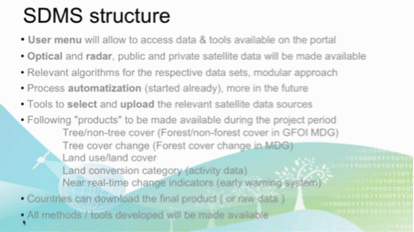 SDMS structure
• User menu will allow to access data & tools available on the portal
• Optical and radar, public and private satellite data will be made available
• Relevant algorithms for the respective data sets, modular approach
• Process automatization (started already), more in the future
• Tools to select and upload the relevant satellite data sources
• Following "products" to be made available during the project period
Tree/non-tree cover (Forest/non-forest cover in GFOI MDG)
Tree cover change (Forest cover change in MDG)
Land use/land cover
Land conversion category (activity data)
Near real-time change indicators (early warning system)
• Countries can download the final product ( or raw data )
• All methods / tools developed will be made available